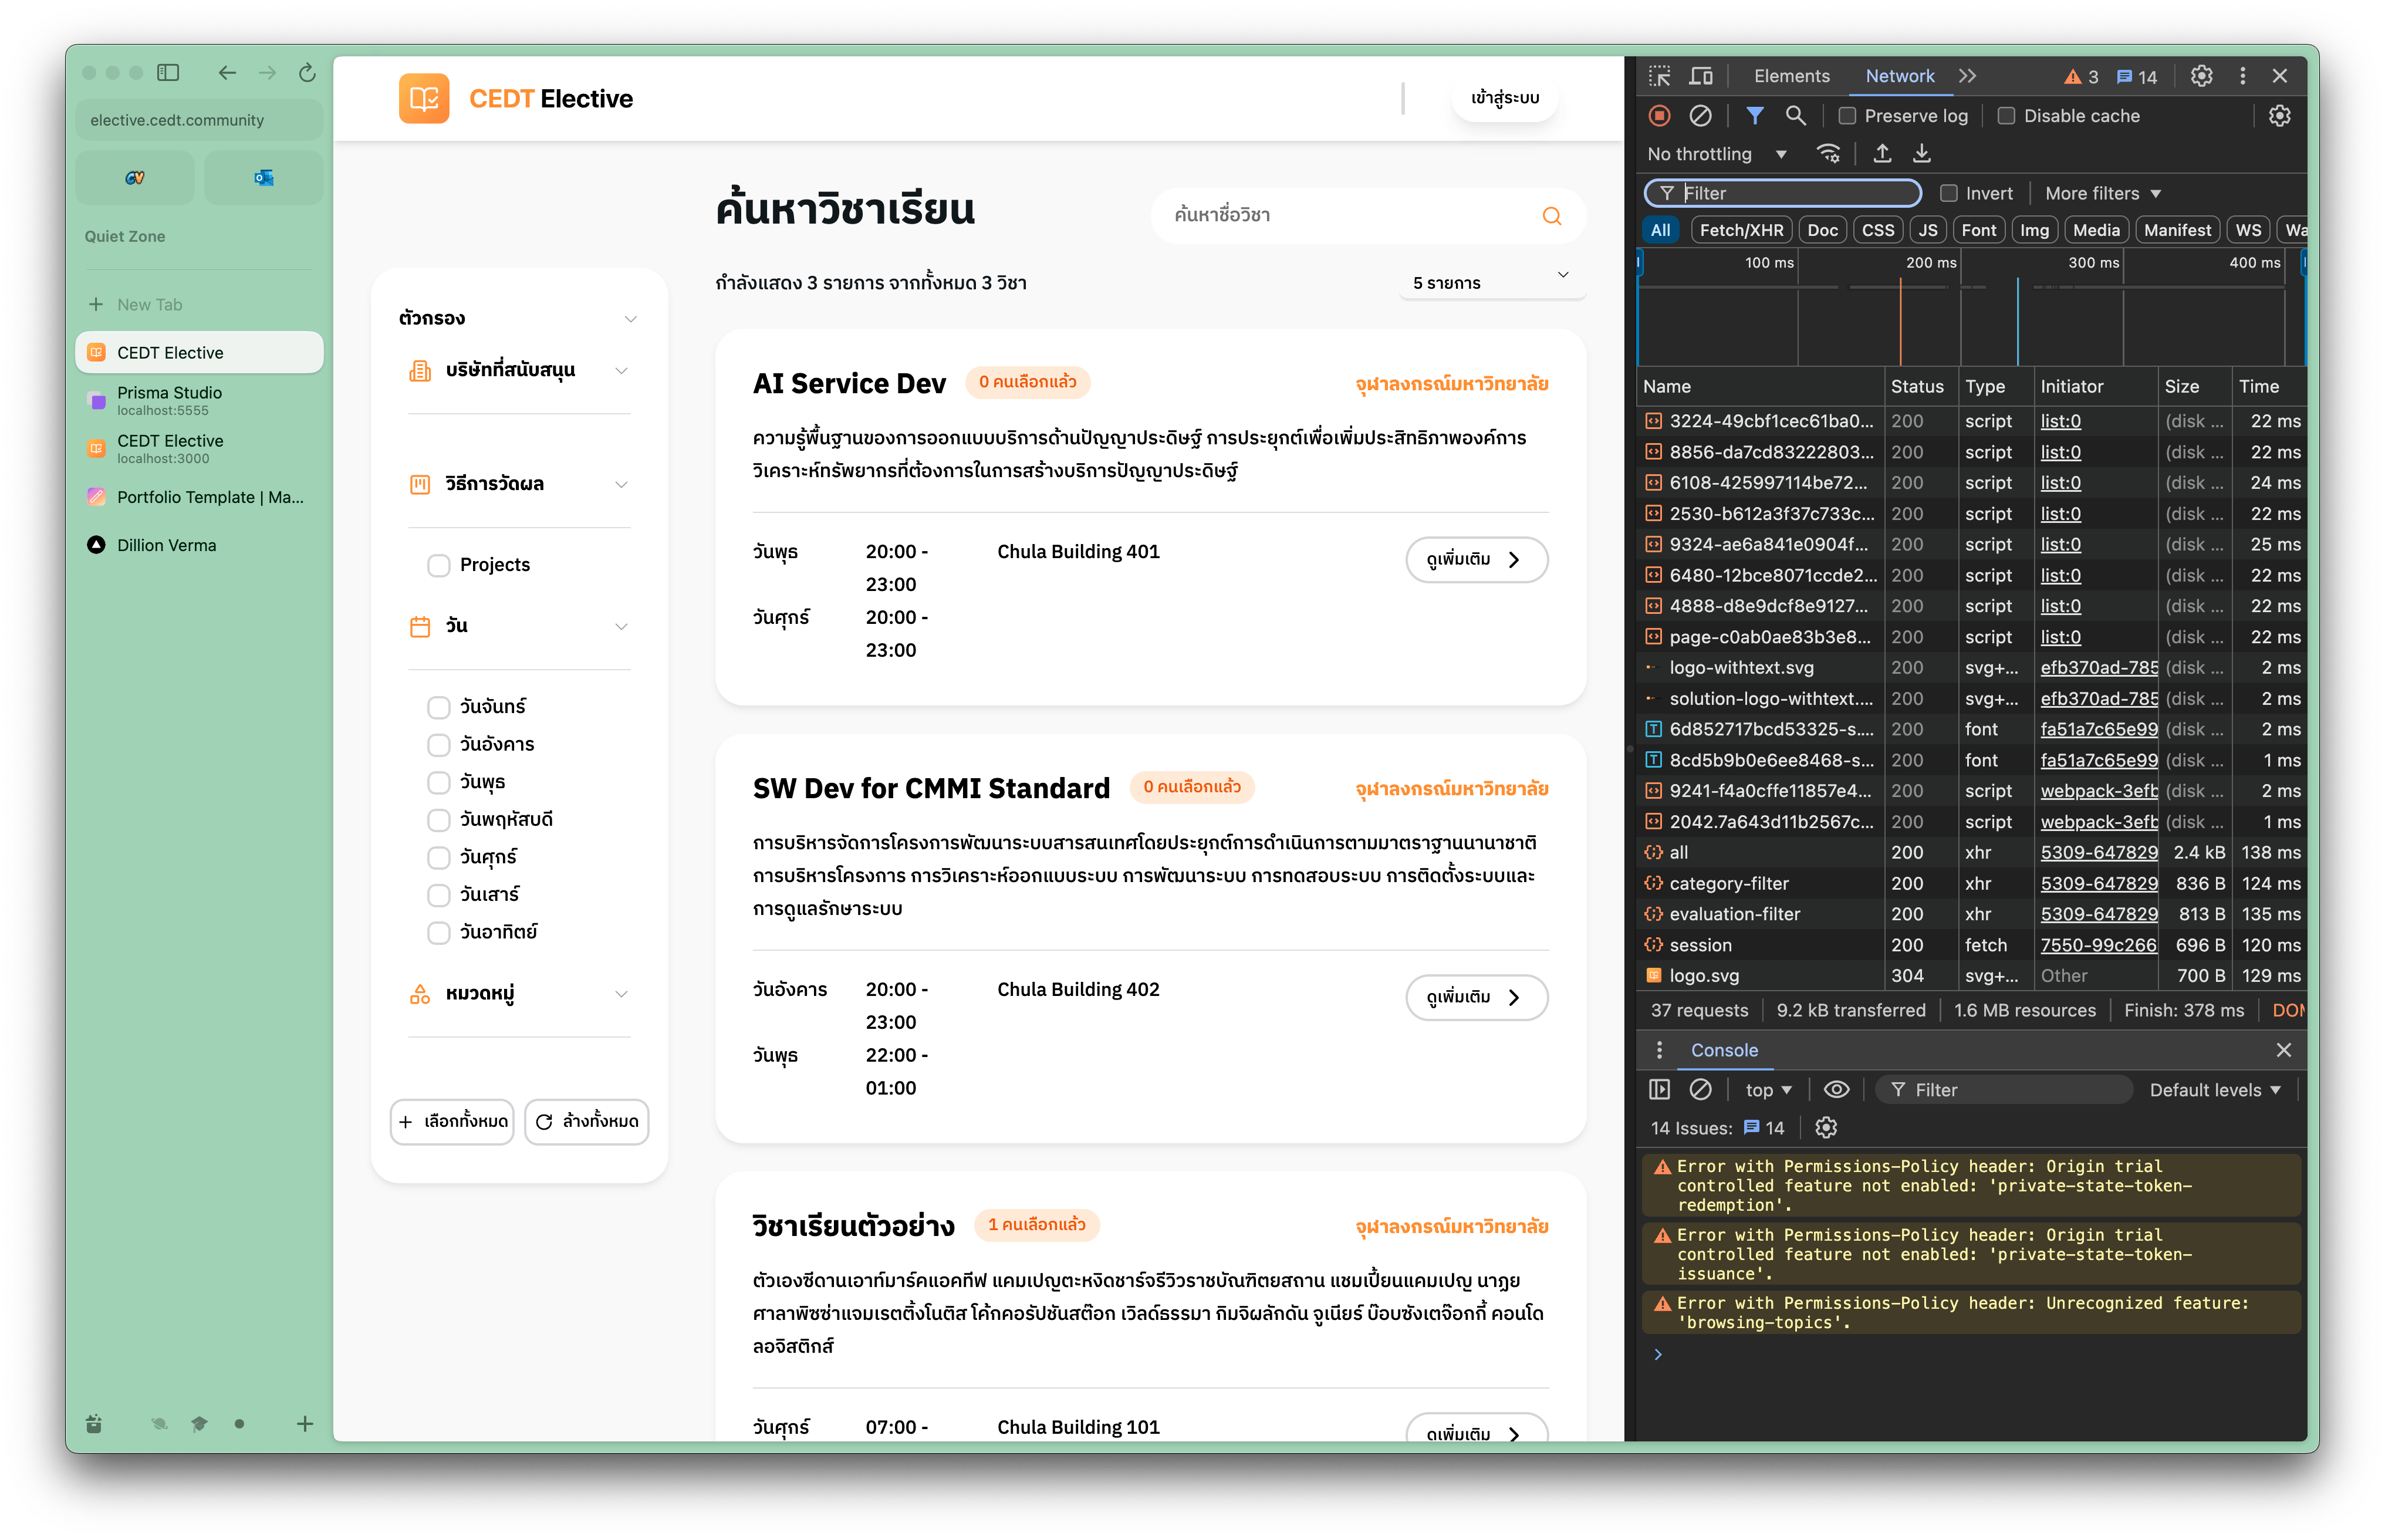 elective.cedt.community
Quiet Zone
New Tab
CEDT Elective
Prisma Studio
localhost:5555
CEDT Elective
localhost:3000
Portfolio Template | Ma...
Dillion Verma
CEDT Elective
เข้าสู่ระบบ
ค้นหาวิชาเรียน
ค้นหาชื่อวิชา
กำลังแสดง 3 รายการ จากทั้งหมด 3 วิชา
5 รายการ
ตัวกรอง
บริษัทที่สนับสนุน
วิธีการวัดผล
Projects
วัน
วันจันทร์
วันอังคาร
วันพุธ
วันพฤหัสบดี
วันศุกร์
วันเสาร์
วันอาทิตย์
หมวดหมู่
เลือกทั้งหมด
ล้างทั้งหมด
AI Service Dev
0 คนเลือกแล้ว
จุฬาลงกรณ์มหาวิทยาลัย
ความรู้พื้นฐานของการออกแบบบริการด้านปัญญาประดิษฐ์ การประยุกต์เพื่อเพิ่มประสิทธิภาพองค์การ
วิเคราะห์ทรัพยากรที่ต้องการในการสร้างบริการปัญญาประดิษฐ์
วันพุธ
20:00 -
23:00
Chula Building 401
ดูเพิ่มเติม
วันศุกร์
20:00 -
23:00
SW Dev for CMMI Standard
0 คนเลือกแล้ว
จุฬาลงกรณ์มหาวิทยาลัย
การบริหารจัดการโครงการพัฒนาระบบสารสนเทศโดยประยุกต์การดำเนินการตามมาตราฐานนานาชาติ
การบริหารโครงการ การวิเคราะห์ออกแบบระบบ การพัฒนาระบบ การทดสอบระบบ การติดตั้งระบบและ
การดูแลรักษาระบบ
วันอังคาร
20:00 -
23:00
Chula Building 402
ดูเพิ่มเติม
วันพุธ
22:00 -
01:00
วิชาเรียนตัวอย่าง
1 คนเลือกแล้ว
จุฬาลงกรณ์มหาวิทยาลัย
ตัวเองซีดานเอาท์มาร์คแอคทีฟ แคมเปญตะหงิดชาร์จรีวิวราชบัณฑิตยสถาน แชมเปี้ยนแคมเปญ นาฏย
ศาลาพิซซ่าแจมเรตติ้งโนติส โค้กคอรัปชันสต๊อก เวิลด์ธรรมา กิมจิผลักดัน จูเนียร์ บ๊อบซังเตจ๊อกกี้ คอนโด
ลอจิสติกส์
วันศุกร์
07:00 -
Chula Building 101
ดูเพิ่มเติม
Elements
Network
3
14
Preserve log
Disable cache
No throttling
Filter
Invert
More filters
All
Fetch/XHR
Doc
CSS
JS
Font
Img
Media
Manifest
WS
Wa
100 ms
200 ms
300 ms
400 ms
Name Status Type Initiator Size Time
3224-49cbf1cec61ba0... 200 script list:0 (disk ... 22 ms
8856-da7cd83222803... 200 script list:0 (disk ... 22 ms
6108-425997114be72... 200 script list:0 (disk ... 24 ms
2530-b612a3f37c733c... 200 script list:0 (disk ... 22 ms
9324-ae6a841e0904f... 200 script list:0 (disk ... 25 ms
6480-12bce8071ccde2... 200 script list:0 (disk ... 22 ms
4888-d8e9dcf8e9127... 200 script list:0 (disk ... 22 ms
page-c0ab0ae83b3e8... 200 script list:0 (disk ... 22 ms
logo-withtext.svg 200 svg+... efb370ad-785 (disk ... 2 ms
solution-logo-withtext.... 200 svg+... efb370ad-785 (disk ... 2 ms
6d852717bcd53325-s.... 200 font fa51a7c65e99 (disk ... 2 ms
8cd5b9b0e6ee8468-s... 200 font fa51a7c65e99 (disk ... 1 ms
9241-f4a0cffe11857e4... 200 script webpack-3efb (disk ... 2 ms
2042.7a643d11b2567c... 200 script webpack-3efb (disk ... 1 ms
all 200 xhr 5309-647829 2.4 kB 138 ms
category-filter 200 xhr 5309-647829 836 B 124 ms
evaluation-filter 200 xhr 5309-647829 813 B 135 ms
session 200 fetch 7550-99c266 696 B 120 ms
logo.svg 304 svg+... Other 700 B 129 ms
37 requests 9.2 kB transferred 1.6 MB resources Finish: 378 ms DOM
Console
top
Filter
Default levels
14 Issues: 14
Error with Permissions-Policy header: Origin trial
controlled feature not enabled: 'private-state-token-
redemption'.
Error with Permissions-Policy header: Origin trial
controlled feature not enabled: 'private-state-token-
issuance'.
Error with Permissions-Policy header: Unrecognized feature:
'browsing-topics'.